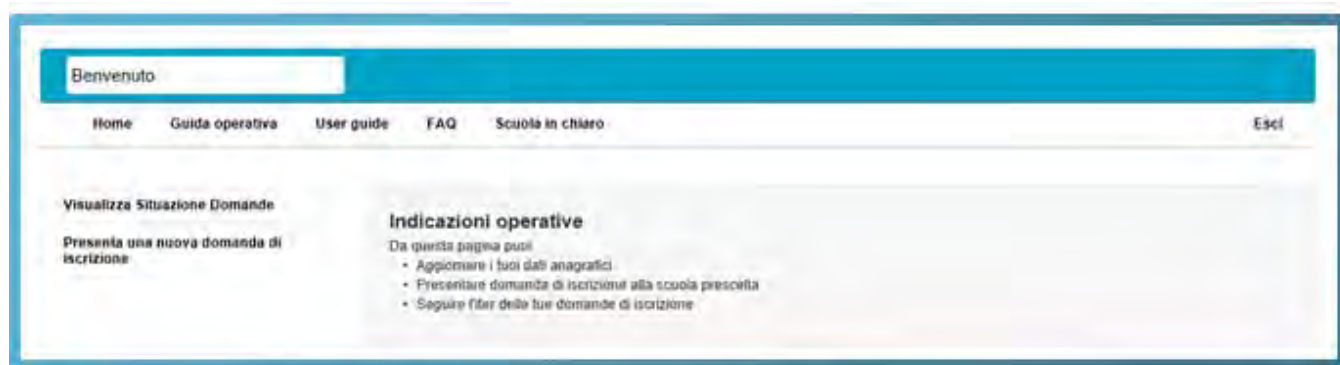 Benvenuto
Home Guida operativa User guide FAQ Scuola in chiaro Esci
Visualizza Situazione Domande
Presenta una nuova domanda di
iscrizione
Indicazioni operative
Da questa pagina puoi
• Aggiornare i tuoi dati anagrafici
• Presentare domanda di iscrizione alla scuola prescelta
• Seguire l'iter delle tue domande di iscrizione